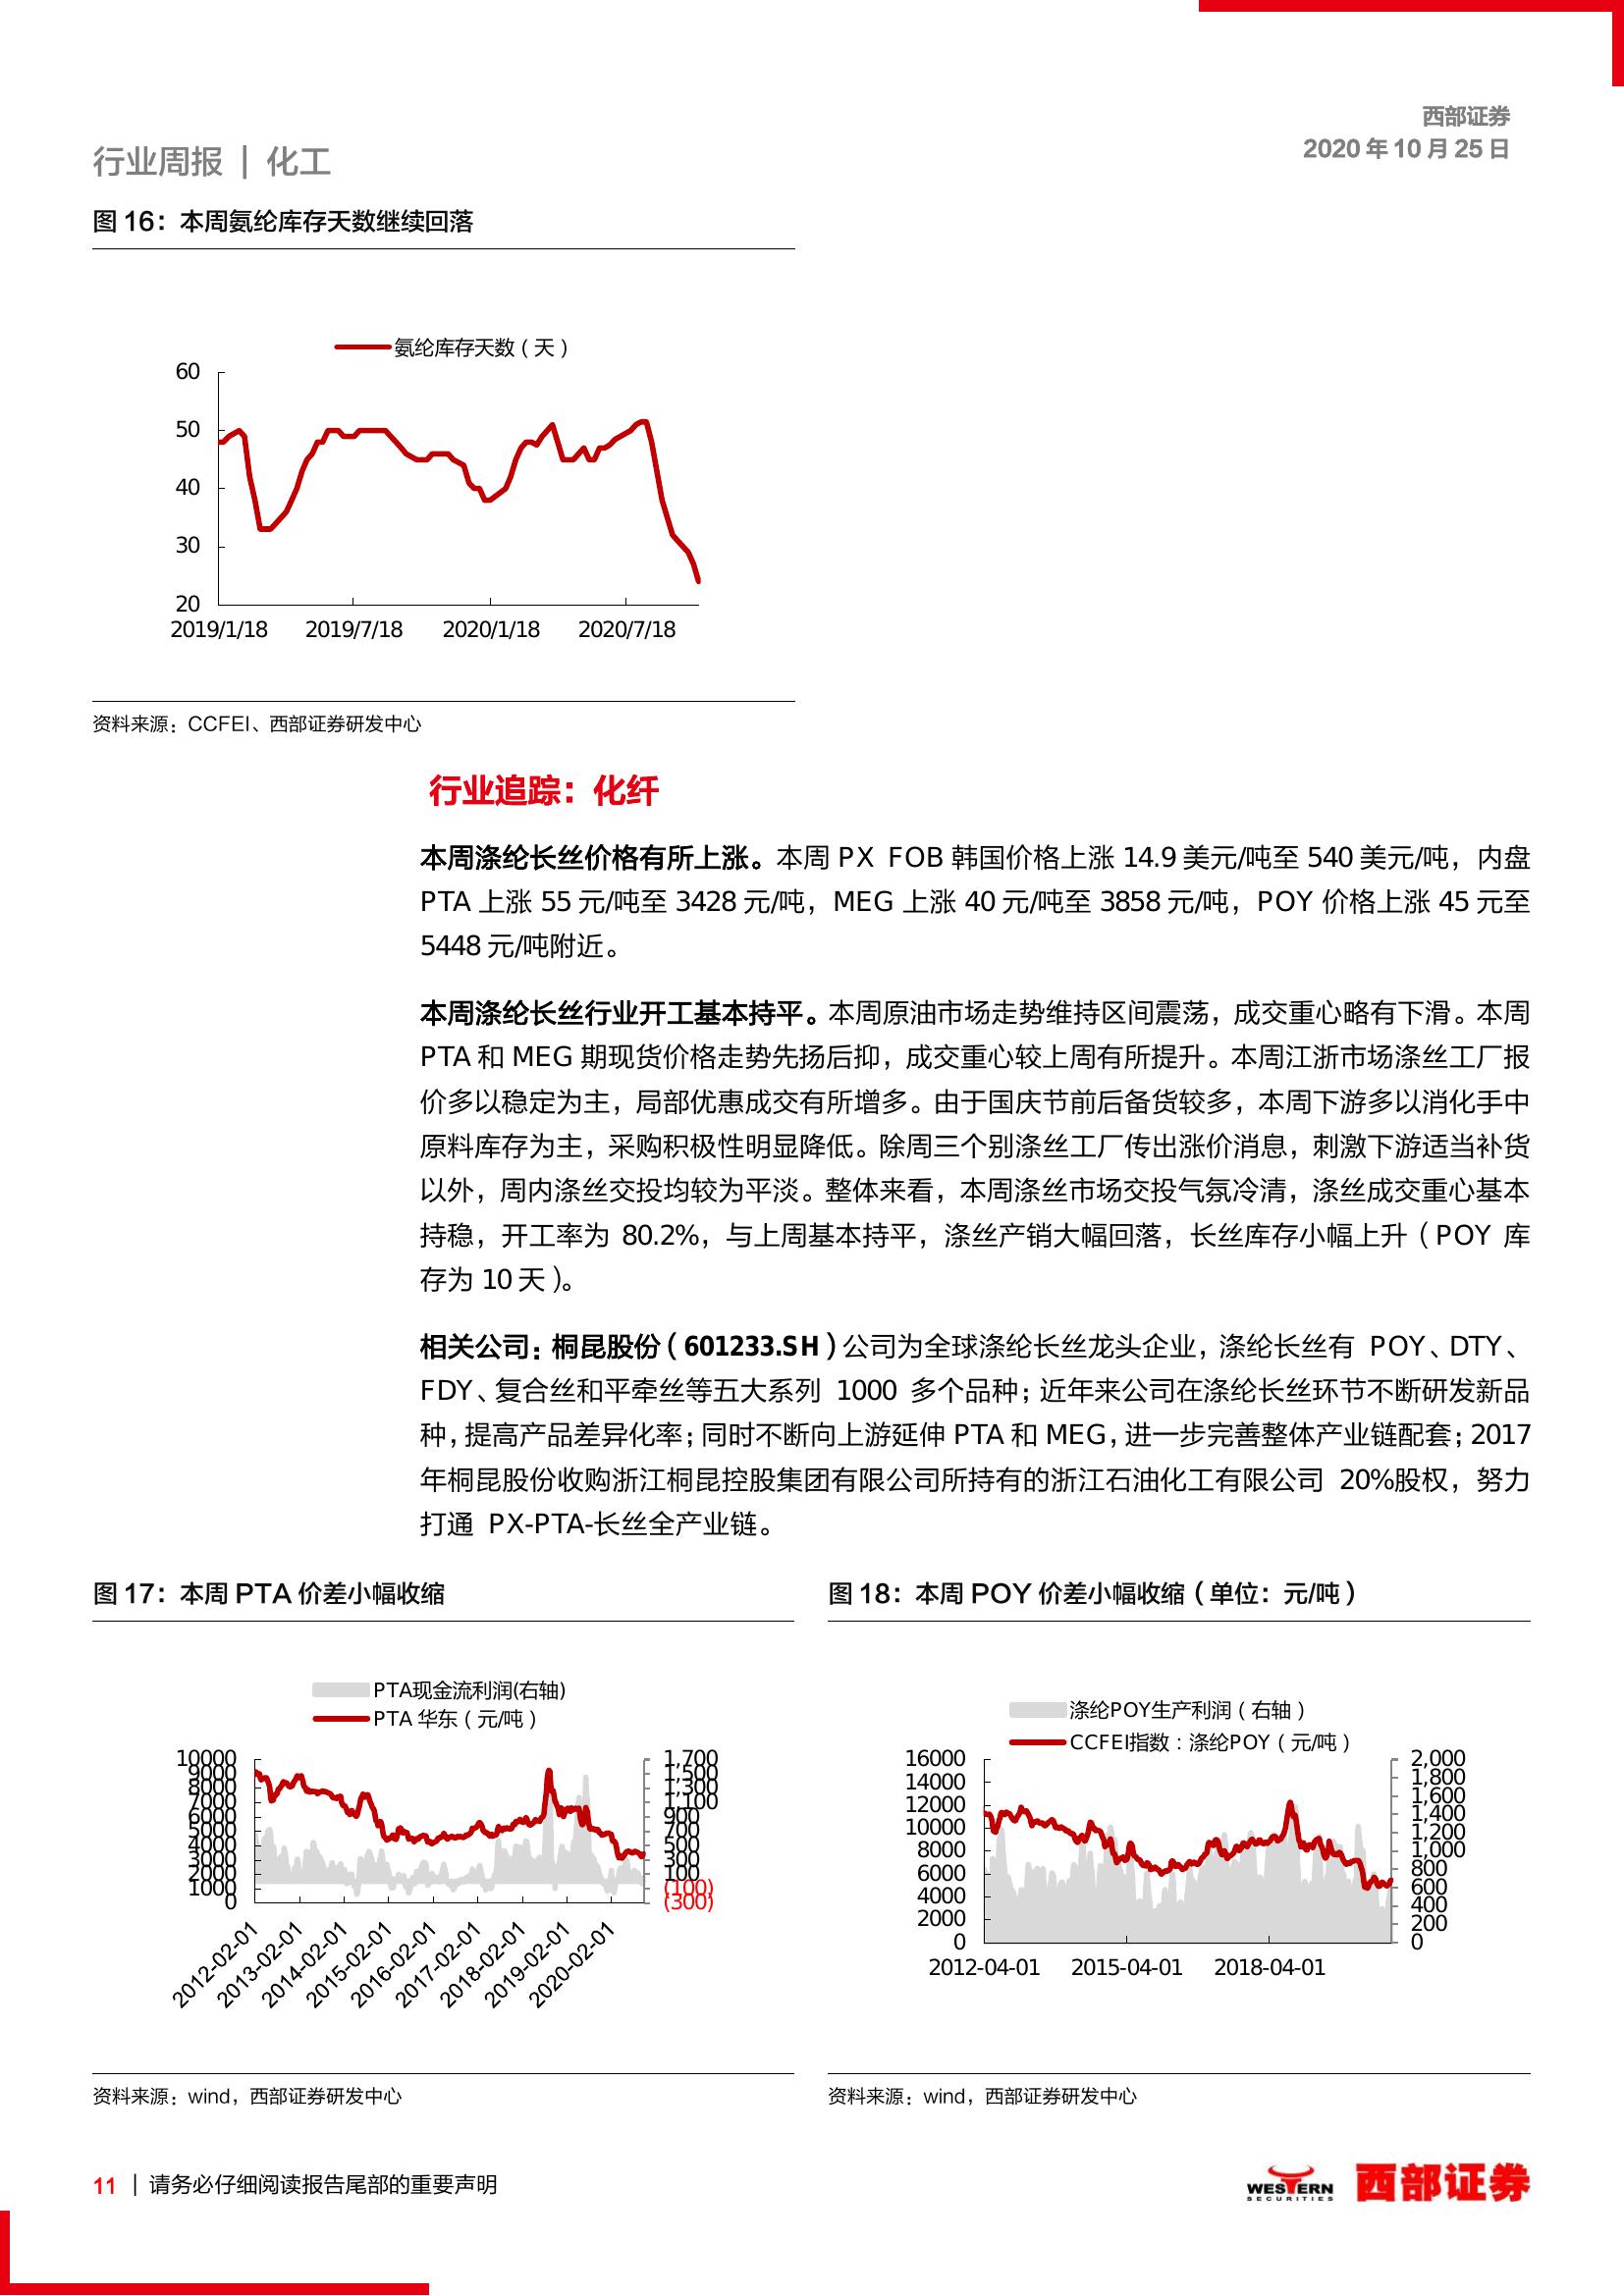 西部证券
2020 年 10 月 25 日
行业周报 | 化工
图 16：本周氨纶库存天数继续回落
氨纶库存天数（天）
60
50
40
30
20
2019/1/18 2019/7/18 2020/1/18 2020/7/18
资料来源：CCFEI、西部证券研发中心
行业追踪：化纤
本周涤纶长丝价格有所上涨。本周 PX FOB 韩国价格上涨 14.9 美元/吨至 540 美元/吨，内盘
PTA 上涨 55 元/吨至 3428 元/吨，MEG 上涨 40 元/吨至 3858 元/吨，POY 价格上涨 45 元至
5448 元/吨附近。
本周涤纶长丝行业开工基本持平。本周原油市场走势维持区间震荡，成交重心略有下滑。本周
PTA 和 MEG 期现货价格走势先扬后抑，成交重心较上周有所提升。本周江浙市场涤丝工厂报
价多以稳定为主，局部优惠成交有所增多。由于国庆节前后备货较多，本周下游多以消化手中
原料库存为主，采购积极性明显降低。除周三个别涤丝工厂传出涨价消息，刺激下游适当补货
以外，周内涤丝交投均较为平淡。整体来看，本周涤丝市场交投气氛冷清，涤丝成交重心基本
持稳，开工率为 80.2%，与上周基本持平，涤丝产销大幅回落，长丝库存小幅上升（POY 库
存为 10 天）。
相关公司：桐昆股份（601233.SH）公司为全球涤纶长丝龙头企业，涤纶长丝有 POY、DTY、
FDY、复合丝和平牵丝等五大系列 1000 多个品种；近年来公司在涤纶长丝环节不断研发新品
种，提高产品差异化率；同时不断向上游延伸 PTA 和 MEG，进一步完善整体产业链配套；2017
年桐昆股份收购浙江桐昆控股集团有限公司所持有的浙江石油化工有限公司 20%股权，努力
打通 PX-PTA-长丝全产业链。
图 17：本周 PTA 价差小幅收缩
PTA现金流利润(右轴)
PTA 华东（元/吨）
10000
9000
8000
7000
6000
5000
4000
3000
2000
1000
0
1,700
1,500
1,300
1,100
900
700
500
300
100
(100)
(300)
2012-02-01 2013-02-01 2014-02-01 2015-02-01 2016-02-01 2017-02-01 2018-02-01 2019-02-01 2020-02-01
资料来源：wind，西部证券研发中心
图 18：本周 POY 价差小幅收缩（单位：元/吨）
涤纶POY生产利润（右轴）
CCFEI指数：涤纶POY（元/吨）
16000
14000
12000
10000
8000
6000
4000
2000
0
2,000
1,800
1,600
1,400
1,200
1,000
800
600
400
200
0
2012-04-01 2015-04-01 2018-04-01
资料来源：wind，西部证券研发中心
11 | 请务必仔细阅读报告尾部的重要声明
WESTERN
SECURITIES
西部证券